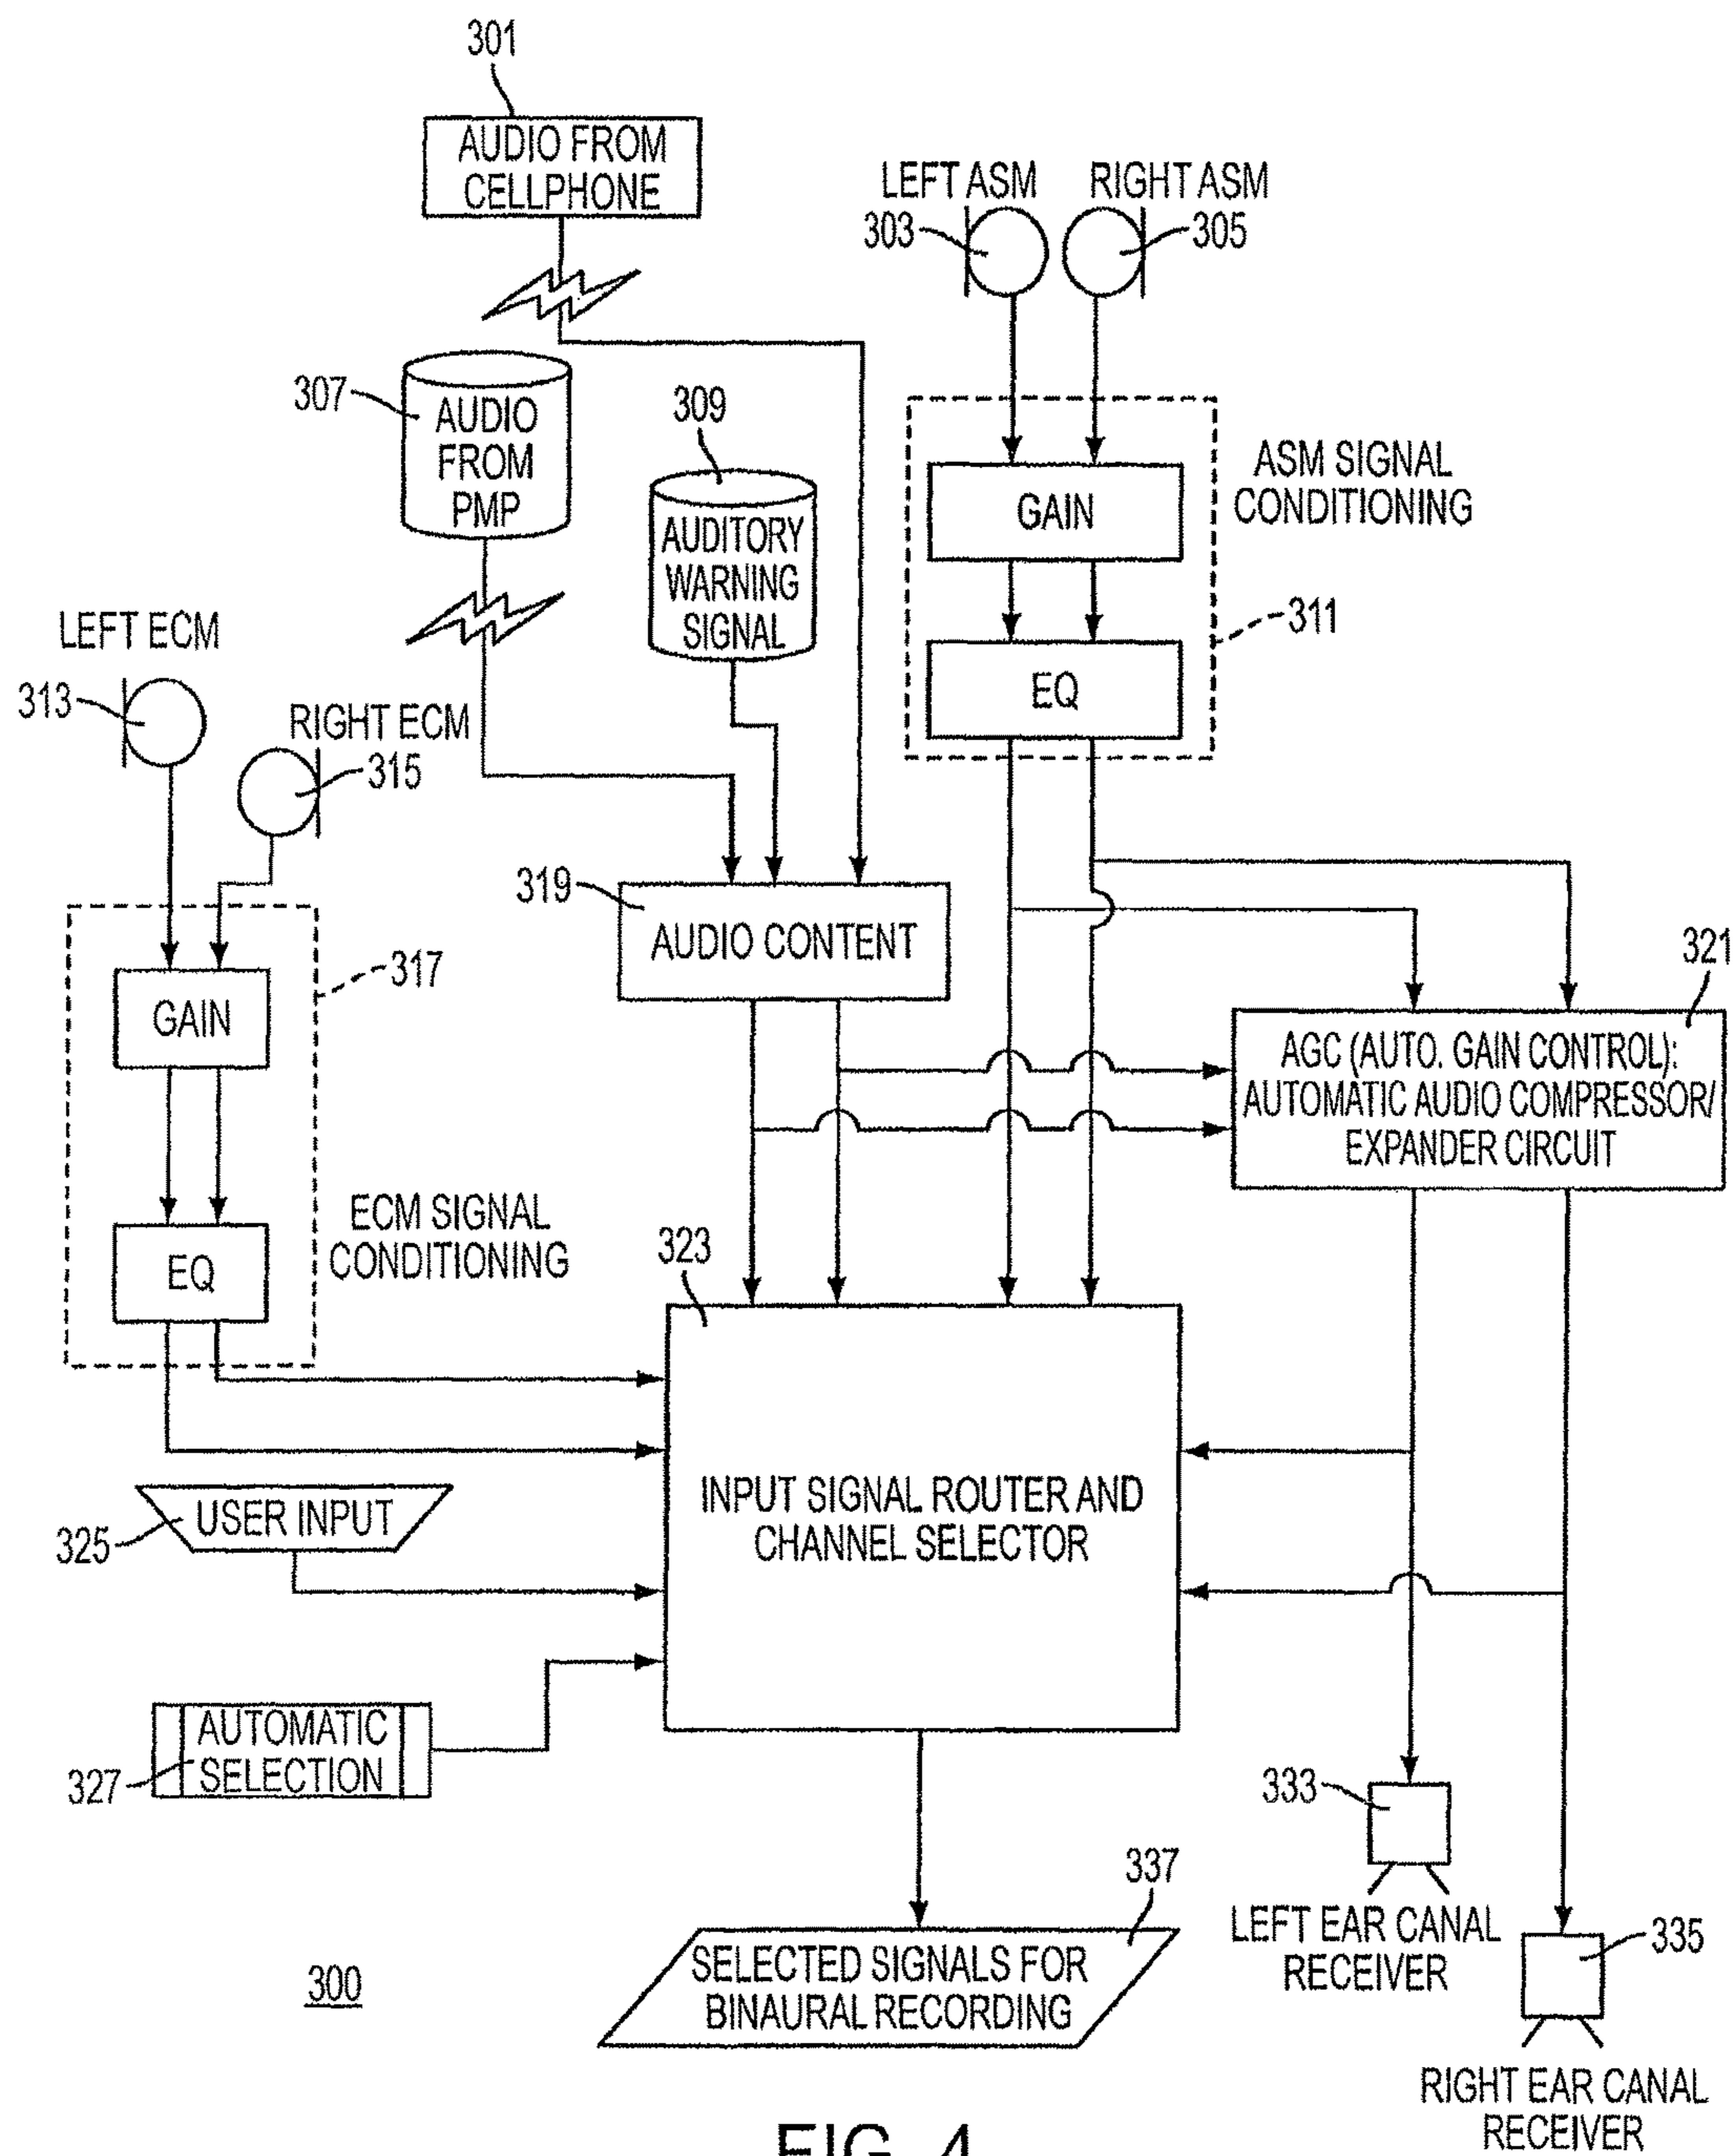 301
AUDIO FROM
CELLPHONE
LEFT ASM
303
RIGHT ASM
305
307
AUDIO
FROM
PMP
309
AUDITORY
WARNING
SIGNAL
GAIN
EQ
ASM SIGNAL
CONDITIONING
311
LEFT ECM
313
RIGHT ECM
315
317
GAIN
EQ
ECM SIGNAL
CONDITIONING
319
AUDIO CONTENT
321
AGC (AUTO. GAIN CONTROL):
AUTOMATIC AUDIO COMPRESSOR/
EXPANDER CIRCUIT
323
INPUT SIGNAL ROUTER AND
CHANNEL SELECTOR
USER INPUT
325
AUTOMATIC
SELECTION
327
333
LEFT EAR CANAL
RECEIVER
335
RIGHT EAR CANAL
RECEIVER
337
SELECTED SIGNALS FOR
BINAURAL RECORDING
300
FIG. 4